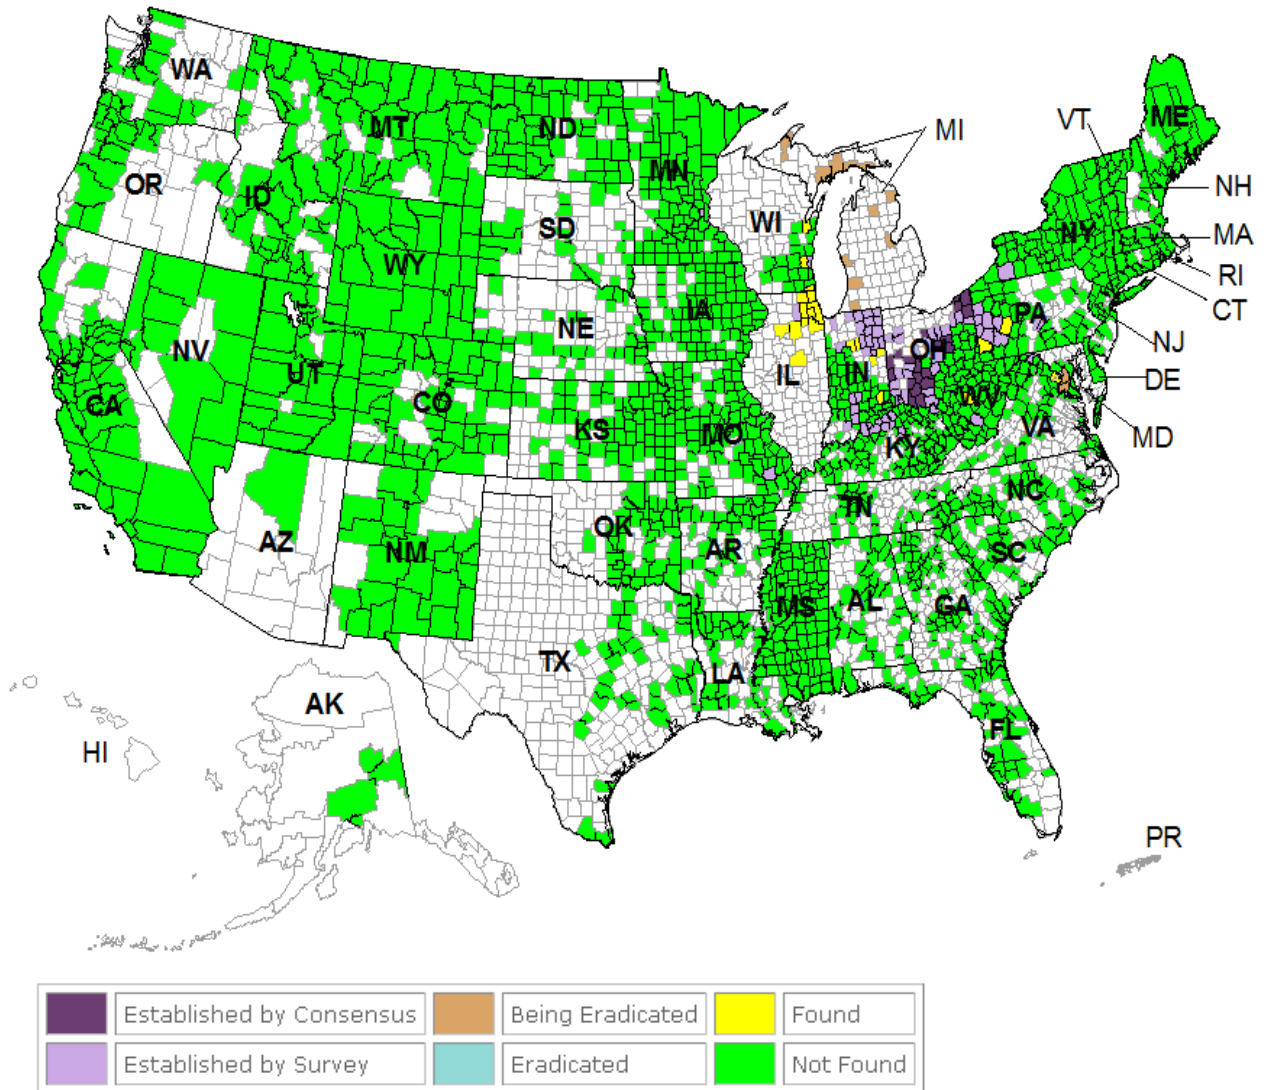 WA
MT
ND
MN
MI
VT
ME
OR
ID
SD
WI
NH
NY
MA
WY
RI
IA
CT
NE
PA
NV
OH
NJ
UT
IL
IN
DE
CA
CO
WV
KS
MO
VA
MD
KY
NC
TN
OK
AZ
NM
AR
SC
MS
AL
GA
TX
LA
AK
FL
HI
PR
Established by Consensus Being Eradicated Found
Established by Survey Eradicated Not Found